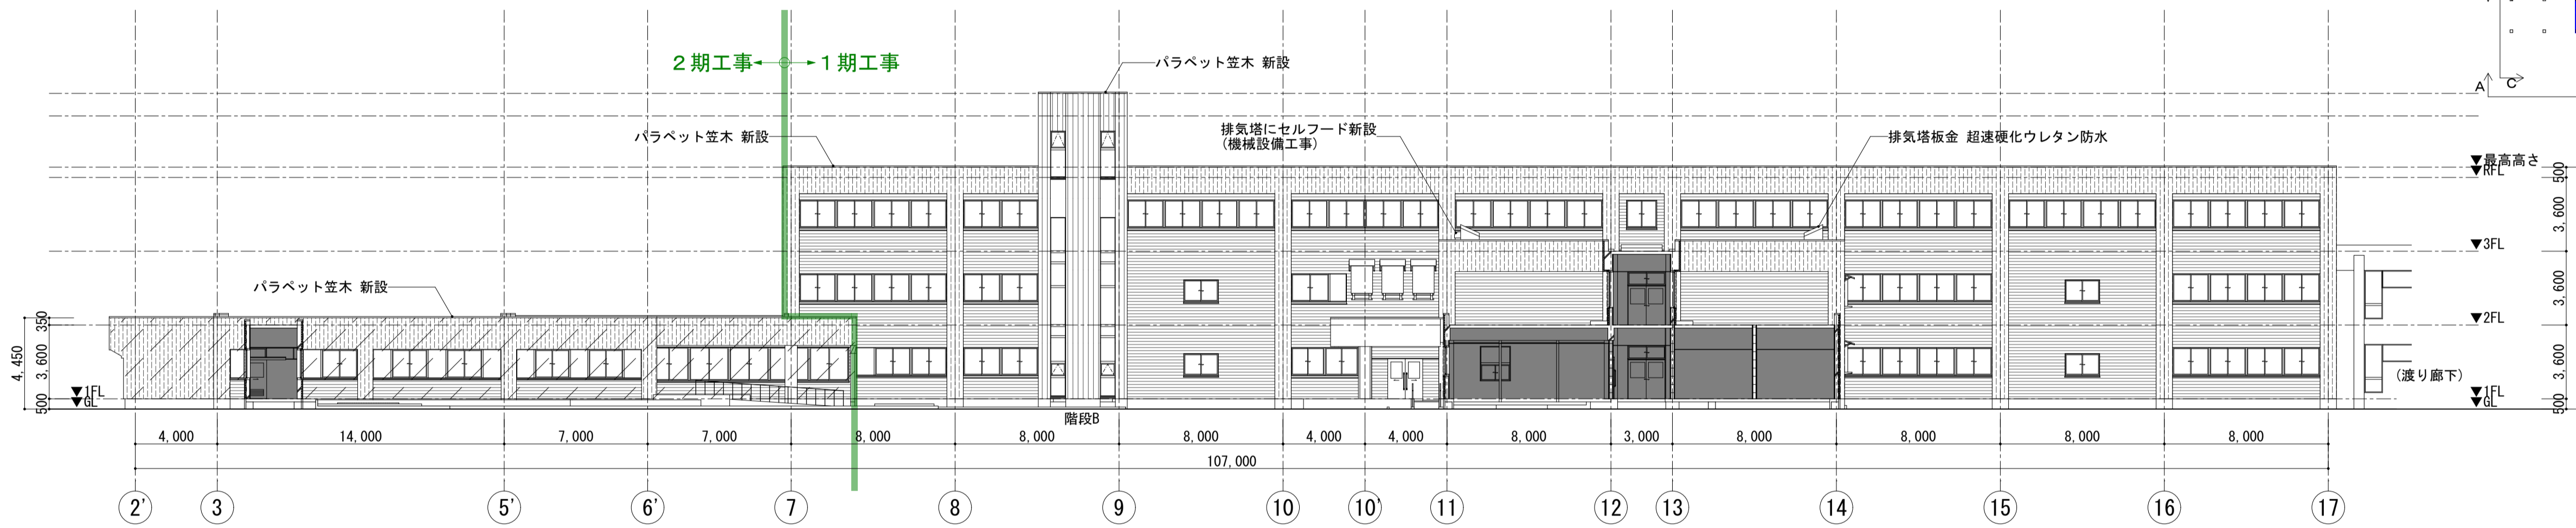 2期工事 1期工事
パラペット笠木 新設
A C
パラペット笠木 新設
排気塔にセルフード新設
(機械設備工事)
排気塔板金 超速硬化ウレタン防水
▼最高高さ
▼RFL
500
3,600
▼3FL
パラペット笠木 新設
3,600
▼2FL
350
3,600
4,450
500
▼1FL
▼GL
3,600
(渡り廊下)
▼1FL
▼GL
500
階段B
4,000 14,000 7,000 7,000 8,000 8,000 8,000 4,000 4,000 8,000 3,000 8,000 8,000 8,000 8,000
107,000
2' 3 5' 6' 7 8 9 10 10' 11 12 13 14 15 16 17